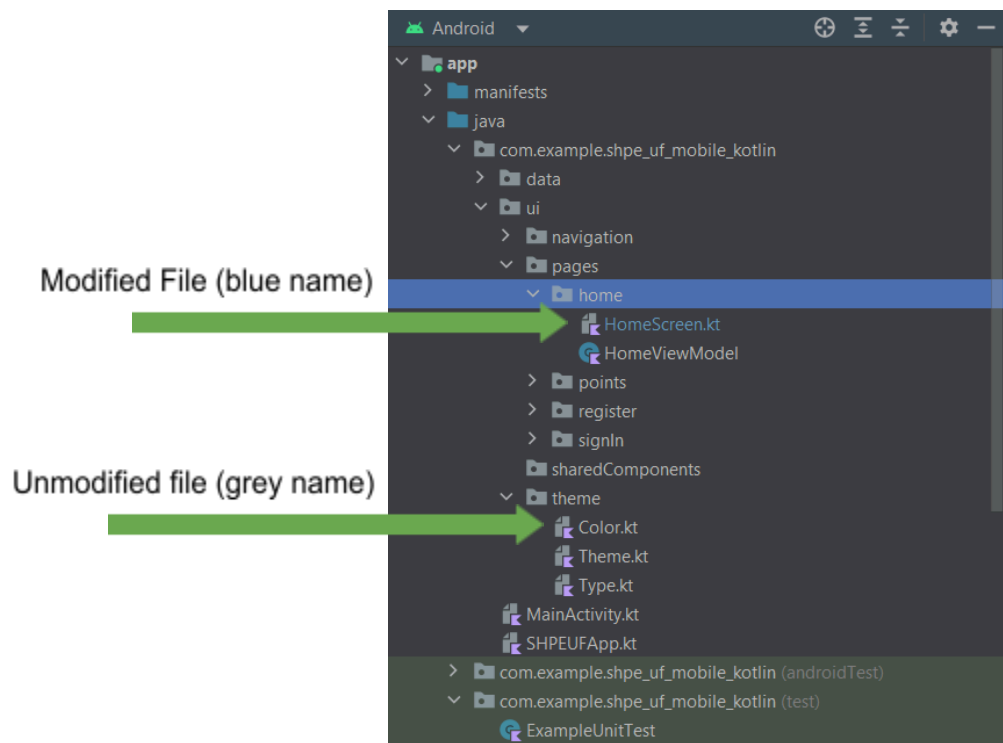 Android
app
manifests
java
com.example.shpe_uf_mobile_kotlin
data
ui
navigation
pages
Modified File (blue name)
home
HomeScreen.kt
HomeViewModel
points
register
signIn
sharedComponents
Unmodified file (grey name)
theme
Color.kt
Theme.kt
Type.kt
MainActivity.kt
SHPEUFApp.kt
com.example.shpe_uf_mobile_kotlin (androidTest)
com.example.shpe_uf_mobile_kotlin (test)
ExampleUnitTest